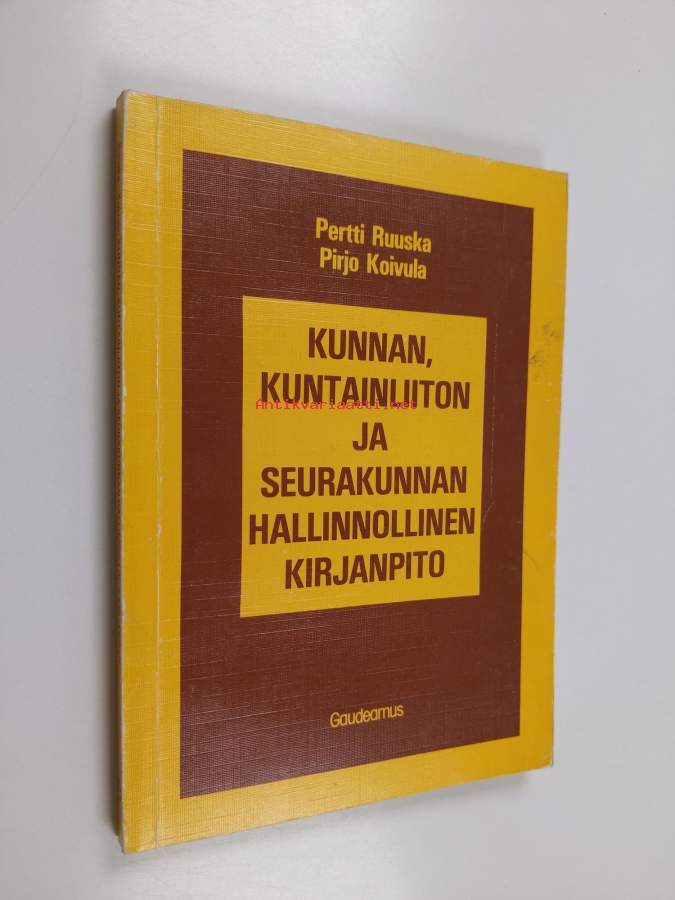 Pertti Ruuska
Pirjo Koivula
KUNNAN,
KUNTAINLIITON
Antikvariaatti.net
JA
SEURAKUNNAN
HALLINNOLLINEN
KIRJANPITO
Gaudeamus